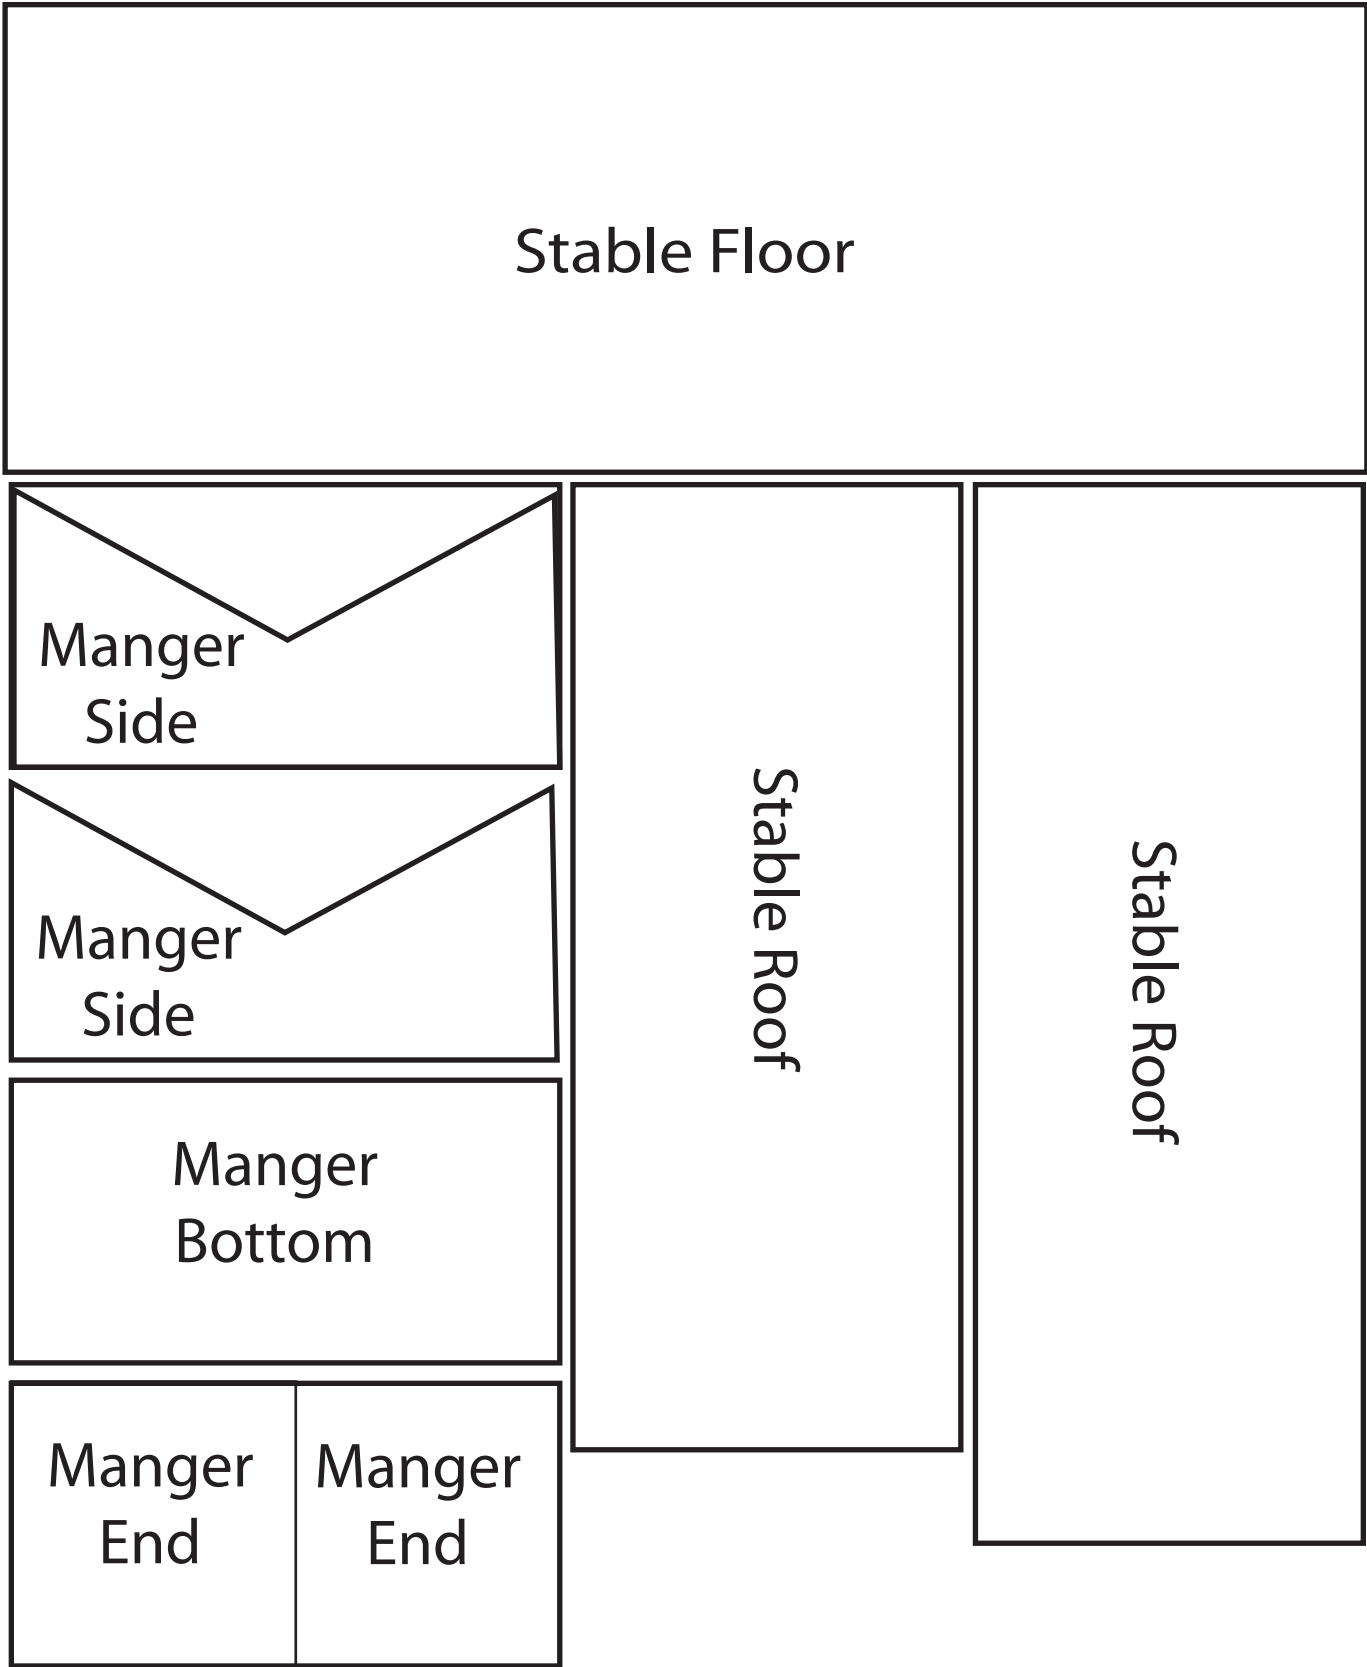 Stable Floor
Manger
Side
Manger
Side
Manger
Bottom
Manger
End
Manger
End
Stable Roof
Stable Roof